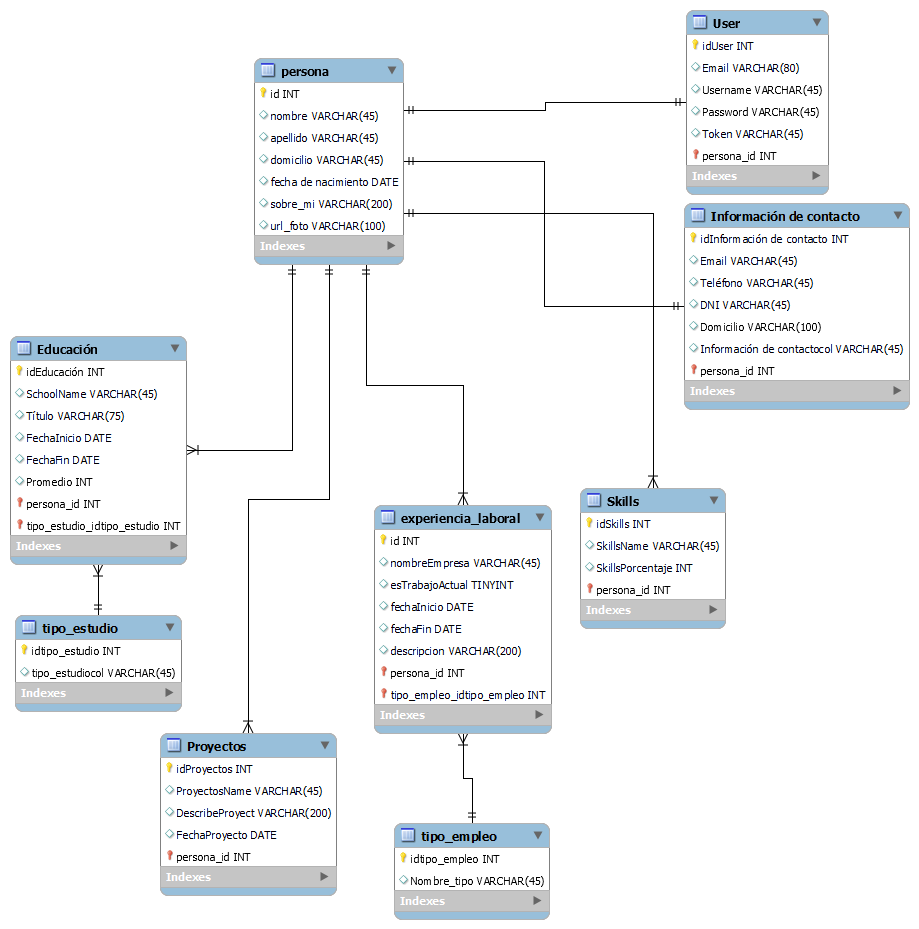 User
idUser INT
Email VARCHAR(80)
Username VARCHAR(45)
Password VARCHAR(45)
Token VARCHAR(45)
persona_id INT
Indexes
persona
id INT
nombre VARCHAR(45)
apellido VARCHAR(45)
domicilio VARCHAR(45)
fecha de nacimiento DATE
sobre_mi VARCHAR(200)
url_foto VARCHAR(100)
Indexes
Información de contacto
idInformación de contacto INT
Email VARCHAR(45)
Teléfono VARCHAR(45)
DNI VARCHAR(45)
Domicilio VARCHAR(100)
Información de contactocol VARCHAR(45)
persona_id INT
Indexes
Educación
idEducación INT
SchoolName VARCHAR(45)
Título VARCHAR(75)
FechaInicio DATE
FechaFin DATE
Promedio INT
persona_id INT
tipo_estudio_idtipo_estudio INT
Indexes
experiencia_laboral
id INT
nombreEmpresa VARCHAR(45)
esTrabajoActual TINYINT
fechaInicio DATE
fechaFin DATE
descripcion VARCHAR(200)
persona_id INT
tipo_empleo_idtipo_empleo INT
Indexes
Skills
idSkills INT
SkillsName VARCHAR(45)
SkillsPorcentaje INT
persona_id INT
Indexes
tipo_estudio
idtipo_estudio INT
tipo_estudiocol VARCHAR(45)
Indexes
Proyectos
idProyectos INT
ProyectosName VARCHAR(45)
DescribeProyect VARCHAR(200)
FechaProyecto DATE
persona_id INT
Indexes
tipo_empleo
idtipo_empleo INT
Nombre_tipo VARCHAR(45)
Indexes